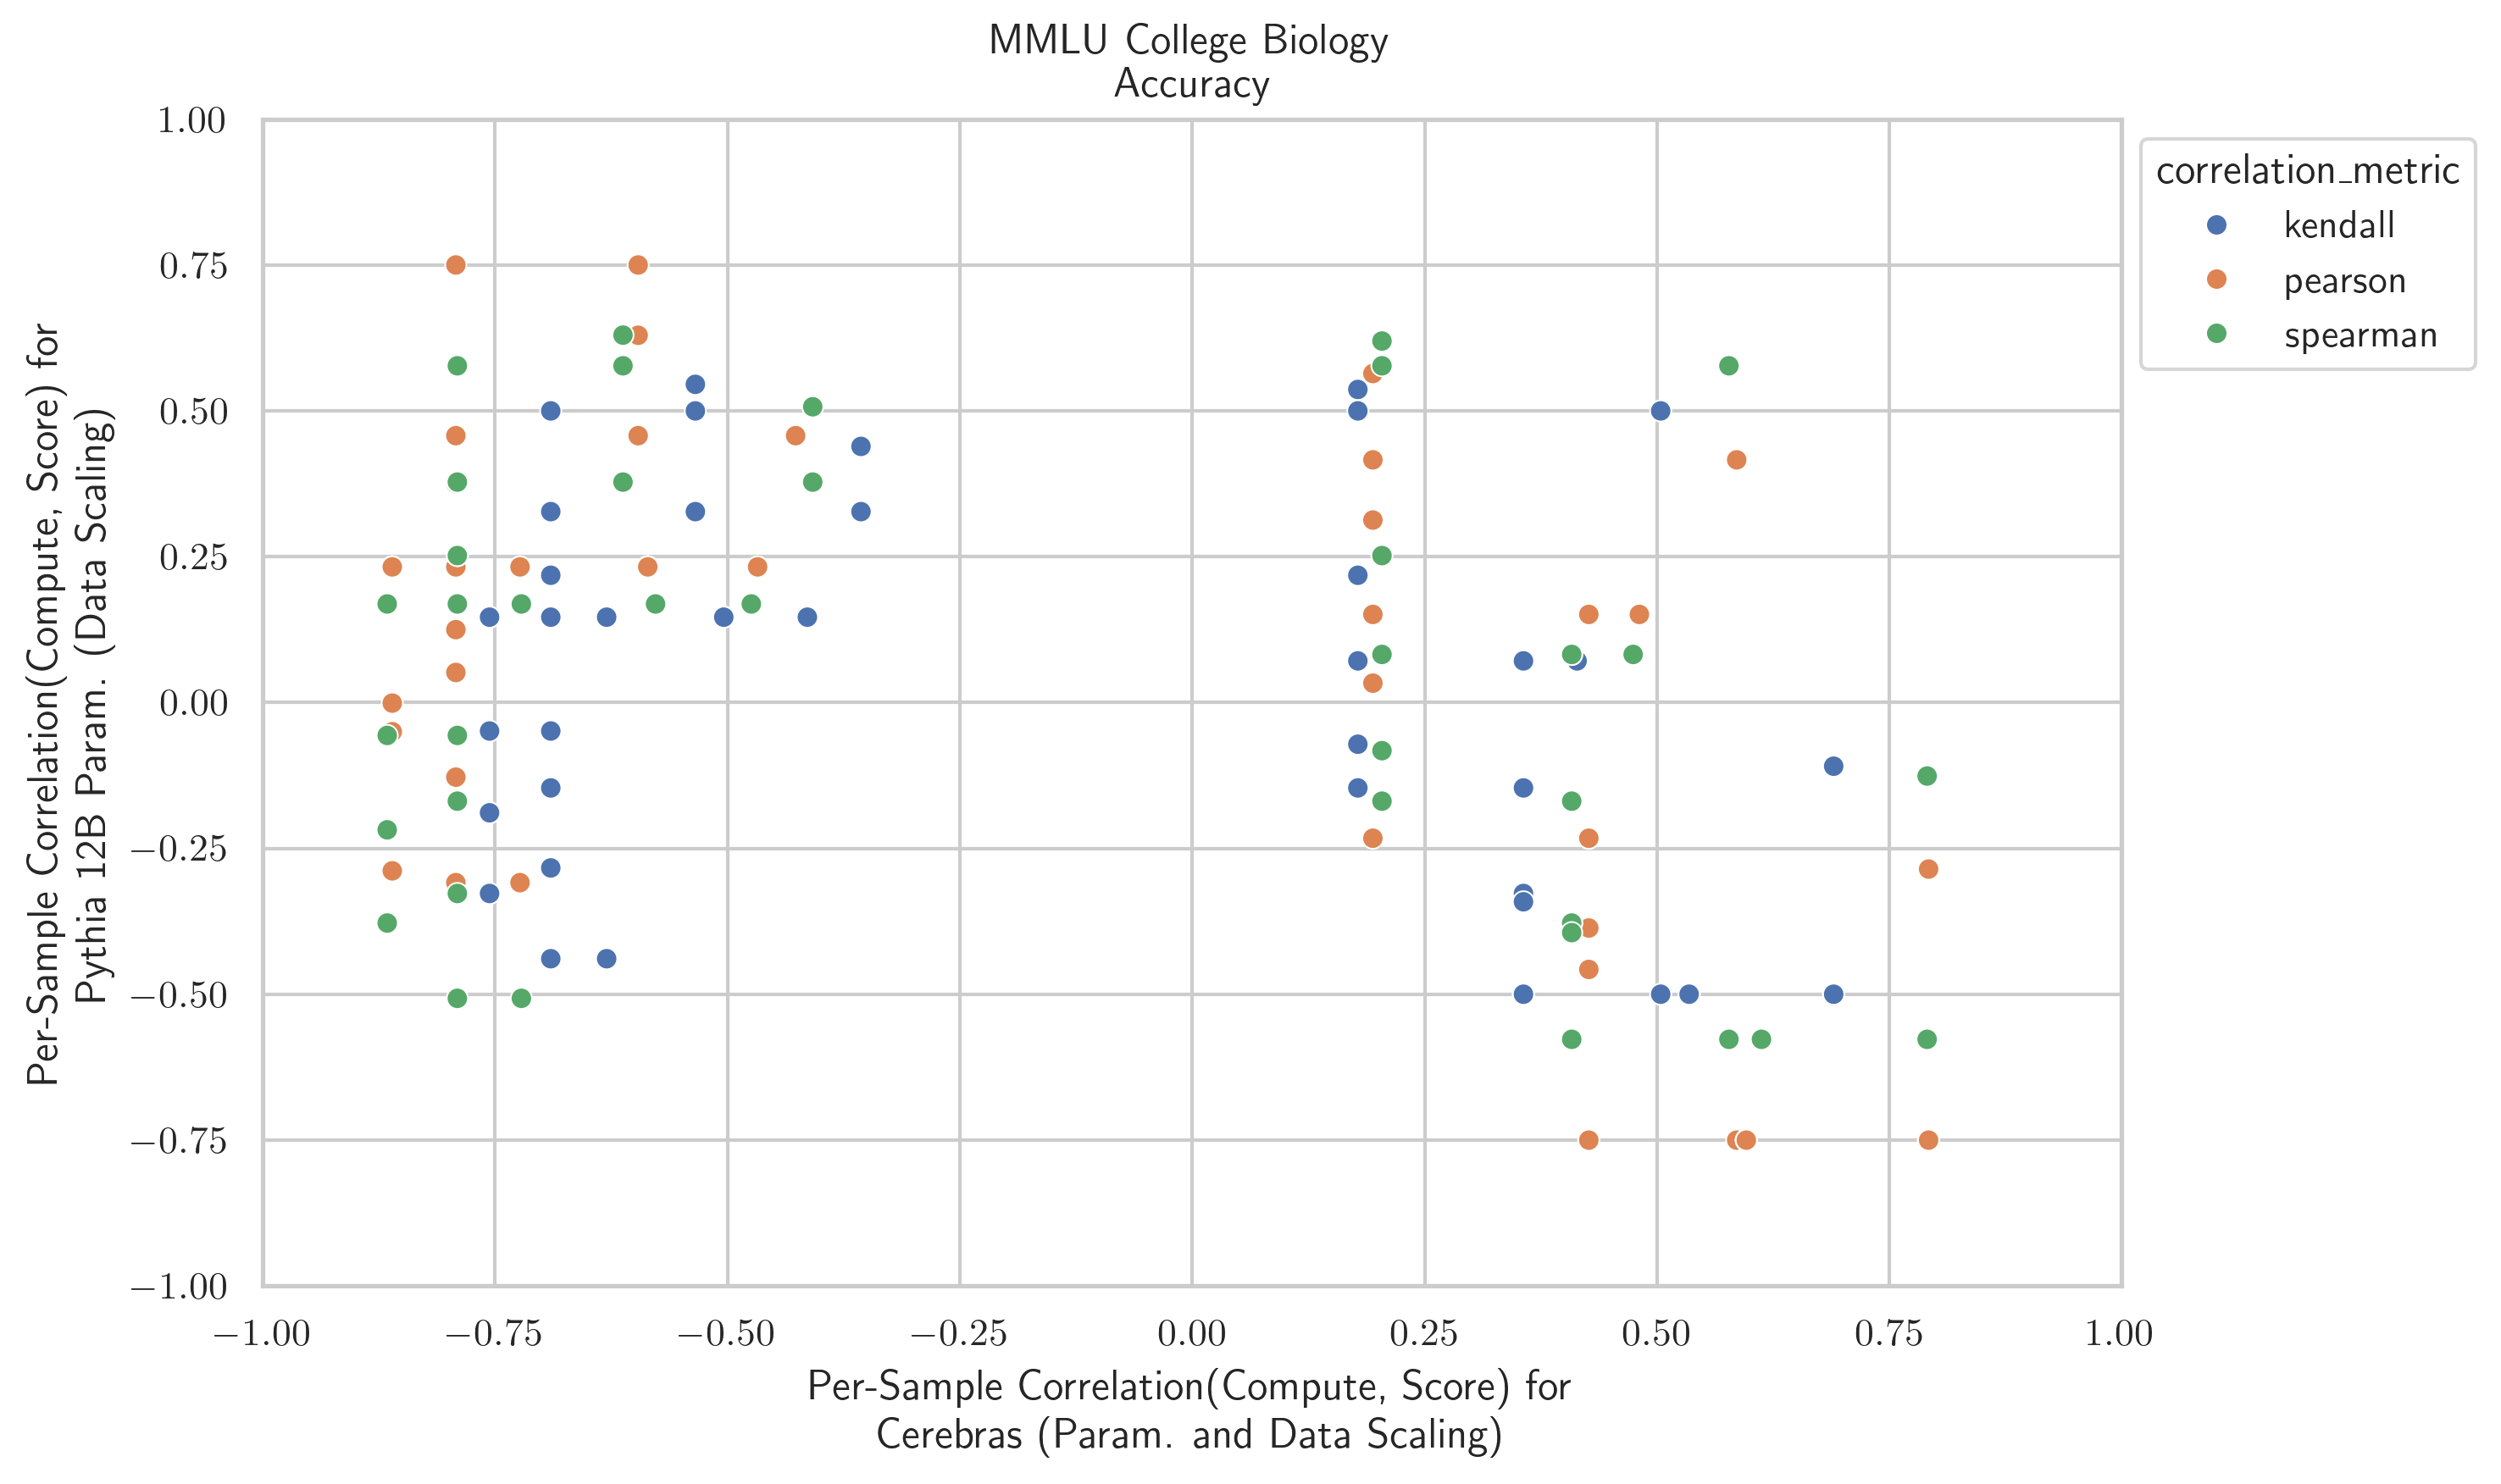 MMLU College Biology
Accuracy
1.00
0.75
0.50
0.25
0.00
−0.25
−0.50
−0.75
−1.00
Per-Sample Correlation(Compute, Score) for
Pythia 12B Param. (Data Scaling)
−1.00 −0.75 −0.50 −0.25 0.00 0.25 0.50 0.75 1.00
Per-Sample Correlation(Compute, Score) for
Cerebras (Param. and Data Scaling)
correlation_metric
kendall
pearson
spearman